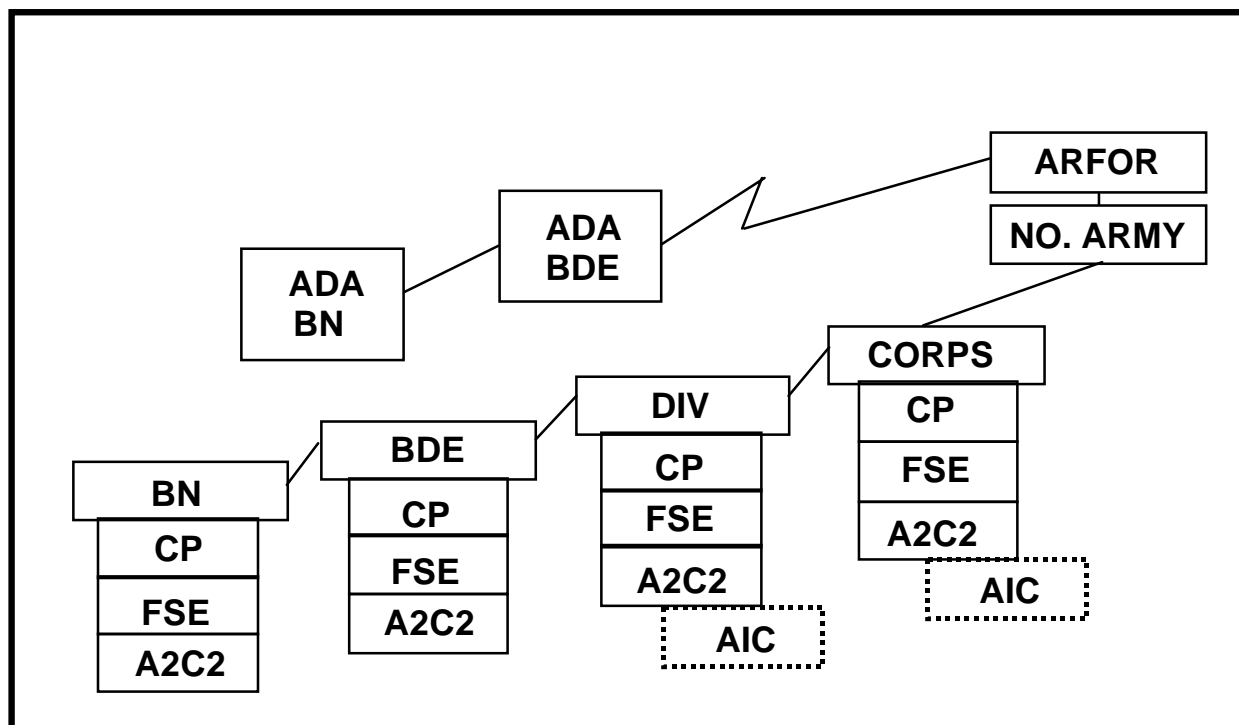 ARFOR
NO. ARMY
ADA
BDE
ADA
BN
CORPS
CP
FSE
A2C2
AIC
DIV
CP
FSE
A2C2
AIC
BDE
CP
FSE
A2C2
BN
CP
FSE
A2C2